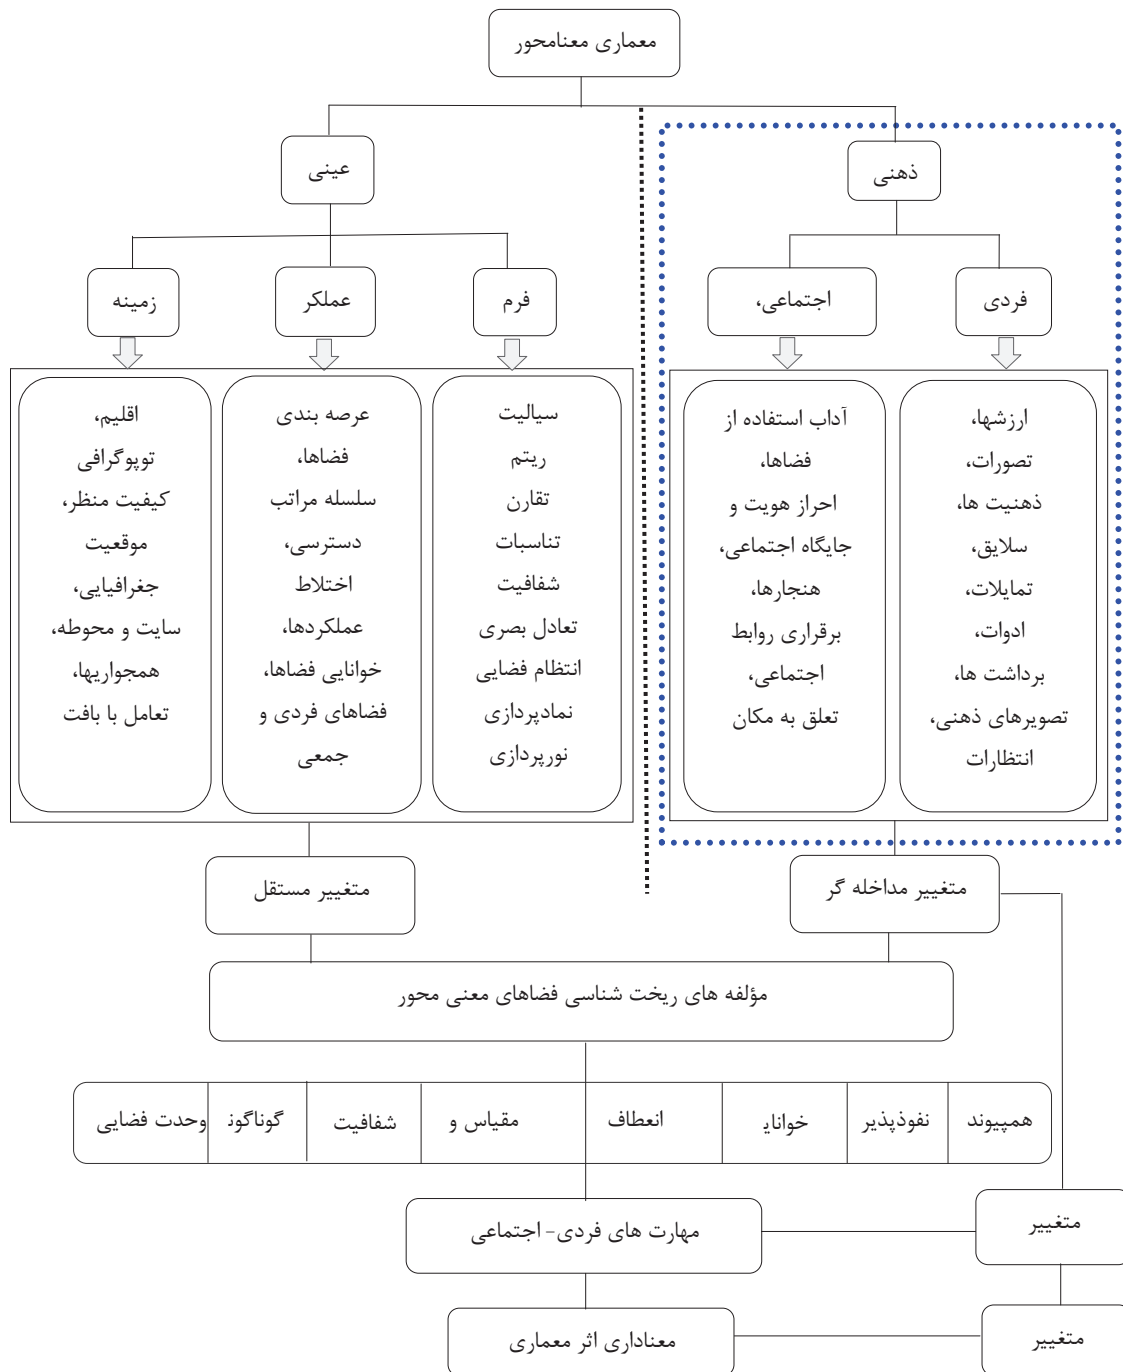 معماری معنامحور
ذهنی
عینی
فردی
اجتماعی،
فرم
عملکر
زمینه
ارزشها،
تصورات،
ذهنیت ها،
سلایق،
تمایلات،
ادوات،
برداشت ها،
تصویرهای ذهنی،
انتظارات
آداب استفاده از
فضاها،
احراز هویت و
جایگاه اجتماعی،
هنجارها،
برقراری روابط
اجتماعی،
تعلق به مکان
سیالیت
ریتم
تقارن
تناسبات
شفافیت
تعادل بصری
انتظام فضایی
نمادپردازی
نورپردازی
عرصه بندی
فضاها،
سلسله مراتب
دسترسی،
اختلاط
عملکردها،
خوانایی فضاها،
فضاهای فردی و
جمعی
اقلیم،
توپوگرافی
کیفیت منظر،
موقعیت
جغرافیایی،
سایت و محوطه،
همجواریها،
تعامل با بافت
متغییر مداخله گر
متغییر مستقل
مؤلفه های ریخت شناسی فضاهای معنی محور
همپیوند
نفوذپذیر
خوانای
انعطاف
مقیاس و
شفافیت
گوناگون
وحدت فضایی
متغییر
مهارت های فردی- اجتماعی
متغییر
معناداری اثر معماری